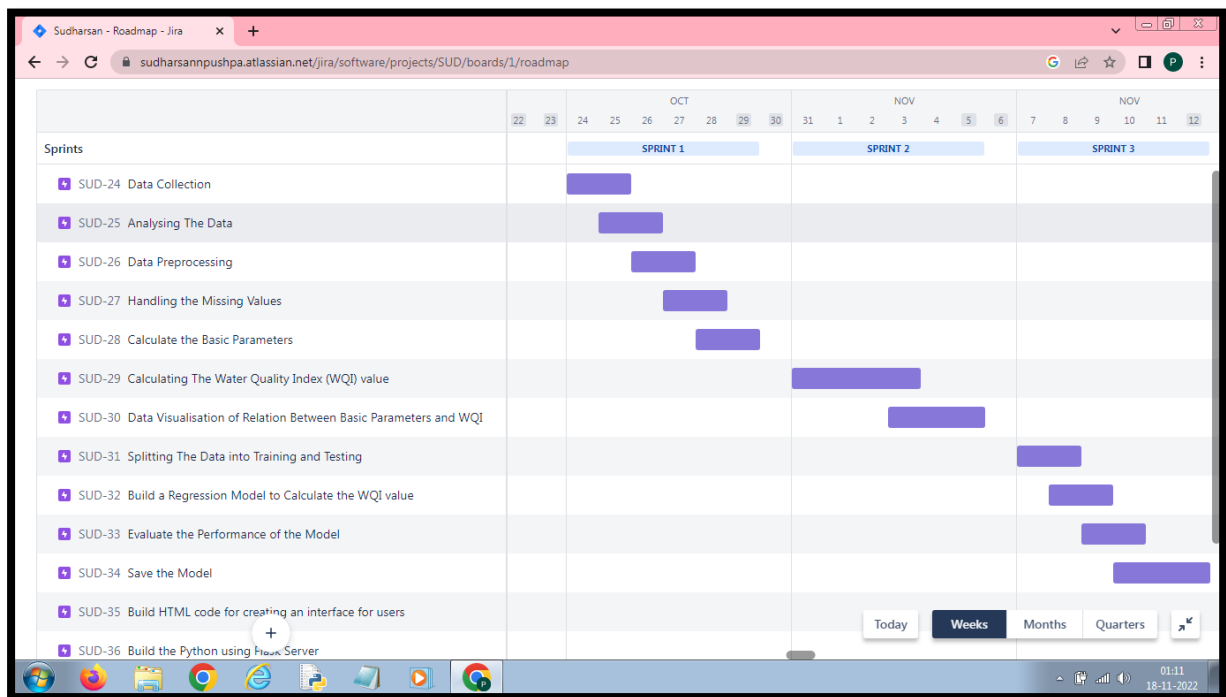 Sudharsan - Roadmap - Jira
sudharsannpushpa.atlassian.net/jira/software/projects/SUD/boards/1/roadmap
G
P
OCT NOV NOV
22 23 24 25 26 27 28 29 30 31 1 2 3 4 5 6 7 8 9 10 11 12
Sprints SPRINT 1 SPRINT 2 SPRINT 3
SUD-24 Data Collection
SUD-25 Analysing The Data
SUD-26 Data Preprocessing
SUD-27 Handling the Missing Values
SUD-28 Calculate the Basic Parameters
SUD-29 Calculating The Water Quality Index (WQI) value
SUD-30 Data Visualisation of Relation Between Basic Parameters and WQI
SUD-31 Splitting The Data into Training and Testing
SUD-32 Build a Regression Model to Calculate the WQI value
SUD-33 Evaluate the Performance of the Model
SUD-34 Save the Model
SUD-35 Build HTML code for creating an interface for users
Today Weeks Months Quarters
SUD-36 Build the Python using Flask Server
01:11
18-11-2022